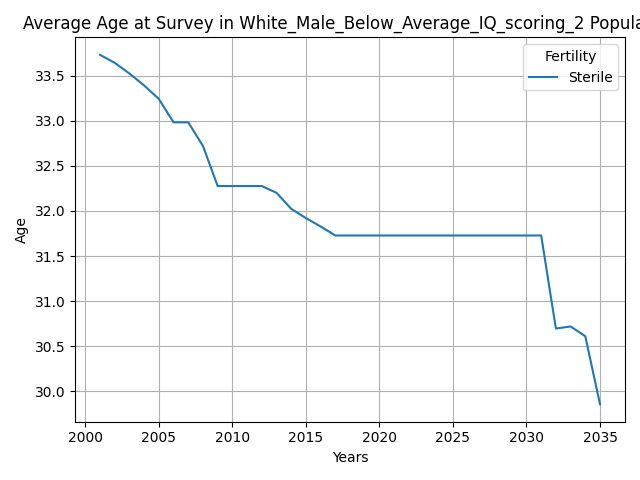 Average Age at Survey in White_Male_Below_Average_IQ_scoring_2 Popula
Fertility
Sterile
33.5
33.0
32.5
32.0
31.5
31.0
30.5
30.0
Age
2000 2005 2010 2015 2020 2025 2030 2035
Years